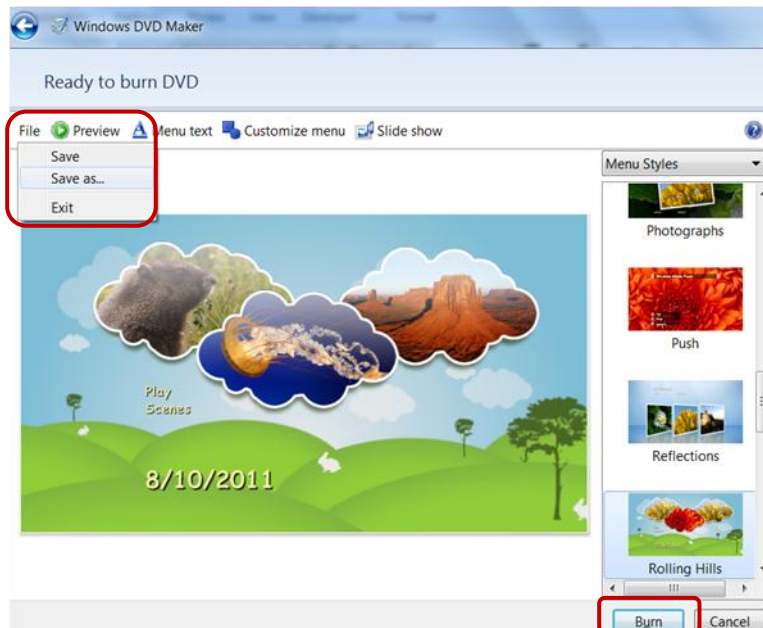 Windows DVD Maker
Ready to burn DVD
File Preview Menu text Customize menu Slide show
Save
Save as...
Exit
Menu Styles
Photographs
Push
Reflections
Rolling Hills
Play
Scenes
8/10/2011
Burn Cancel